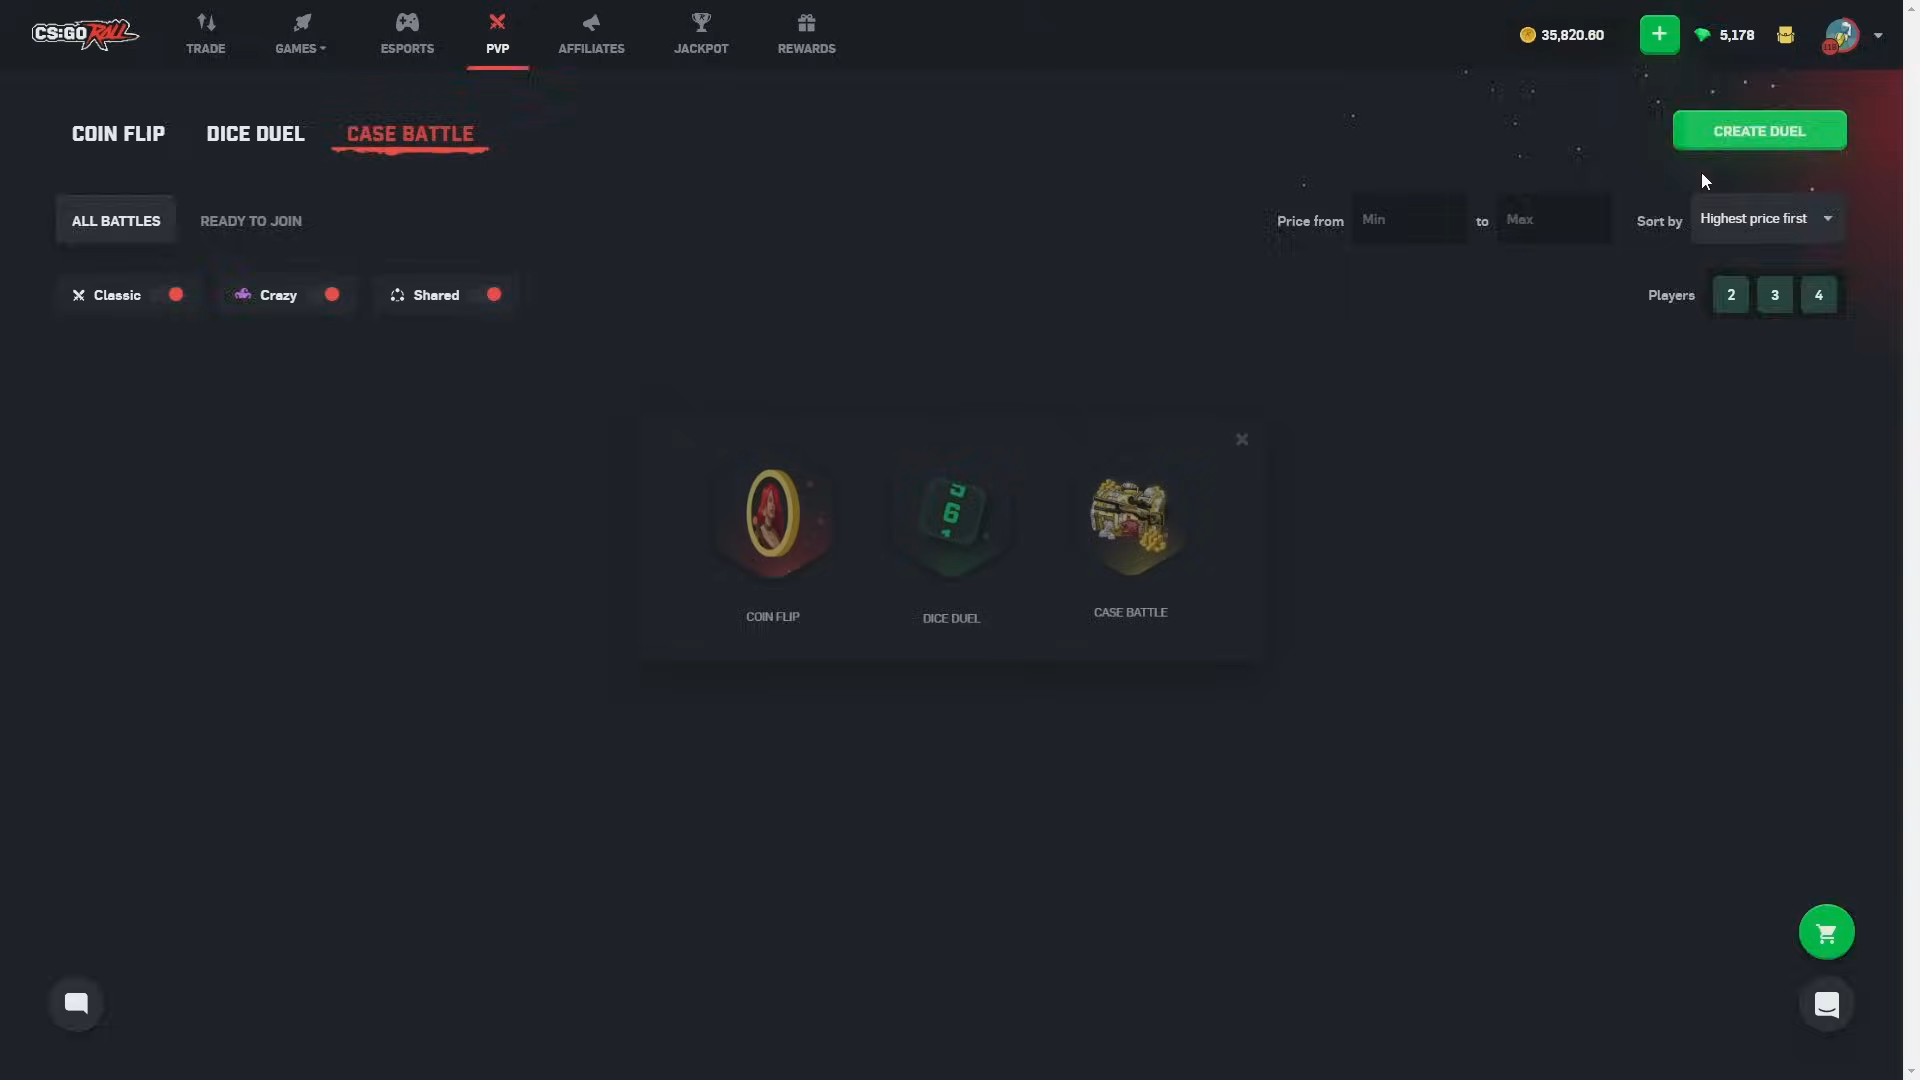 CS:GO ROLL
TRADE
GAMES
ESPORTS
PVP
AFFILIATES
JACKPOT
REWARDS
35,820.60
+
5,178
118
COIN FLIP
DICE DUEL
CASE BATTLE
CREATE DUEL
ALL BATTLES
READY TO JOIN
Price from
Min
to
Max
Sort by
Highest price first
Classic
Crazy
Shared
Players
2
3
4
6
COIN FLIP
DICE DUEL
CASE BATTLE